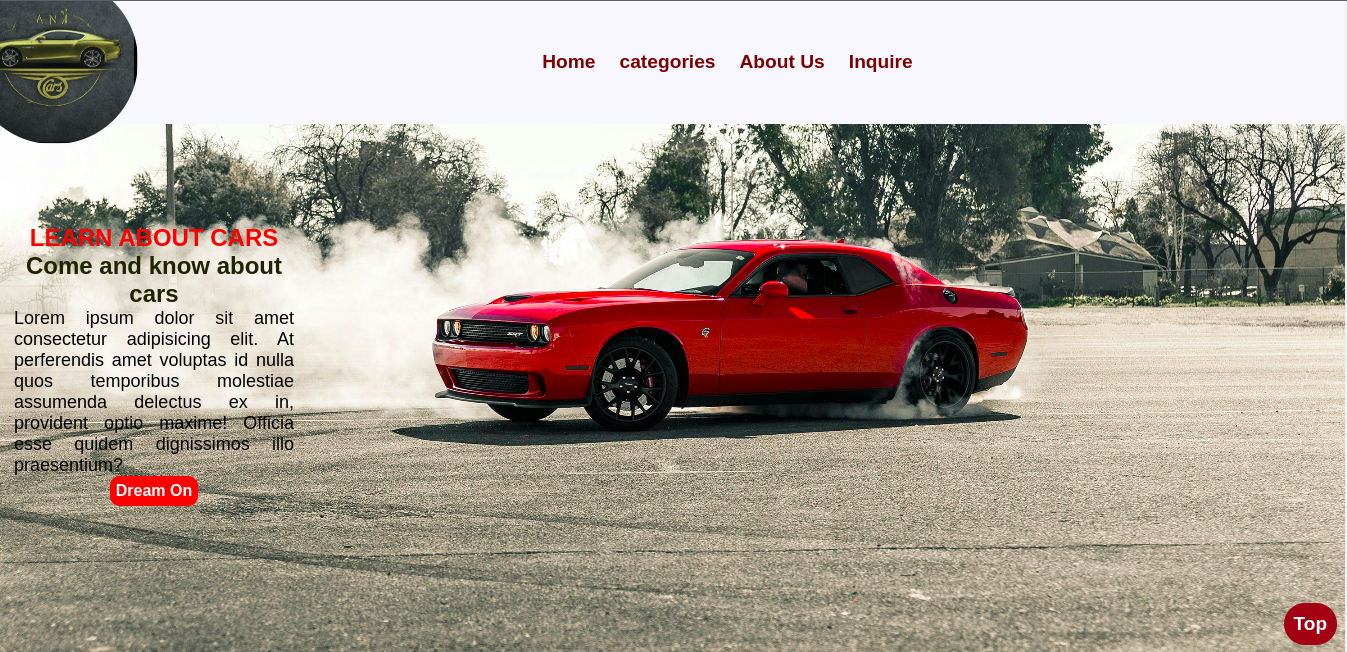 Cars
Home categories About Us Inquire
LEARN ABOUT CARS
Come and know about
cars
Lorem ipsum dolor sit amet
consectetur adipisicing elit. At
perferendis amet voluptas id nulla
quos temporibus molestiae
assumenda delectus ex in,
provident optio maxime! Officia
esse quidem dignissimos illo
praesentium?
Dream On
SRT
Top